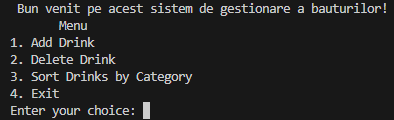 Bun venit pe acest sistem de gestionare a bauturilor!
Menu
1. Add Drink
2. Delete Drink
3. Sort Drinks by Category
4. Exit
Enter your choice: